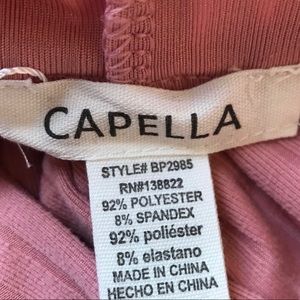 CAPELLA
STYLE# BP2985
RN#138822
92% POLYESTER
8% SPANDEX
92% poliéster
8% elastano
MADE IN CHINA
HECHO EN CHINA